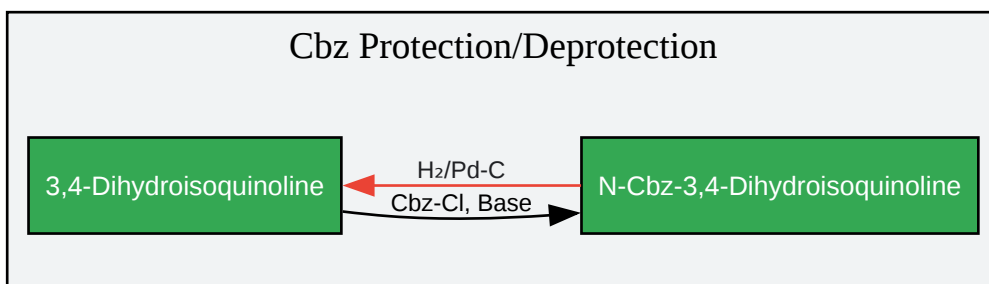 Cbz Protection/Deprotection
3,4-Dihydroisoquinoline
H₂/Pd-C
Cbz-Cl, Base
N-Cbz-3,4-Dihydroisoquinoline